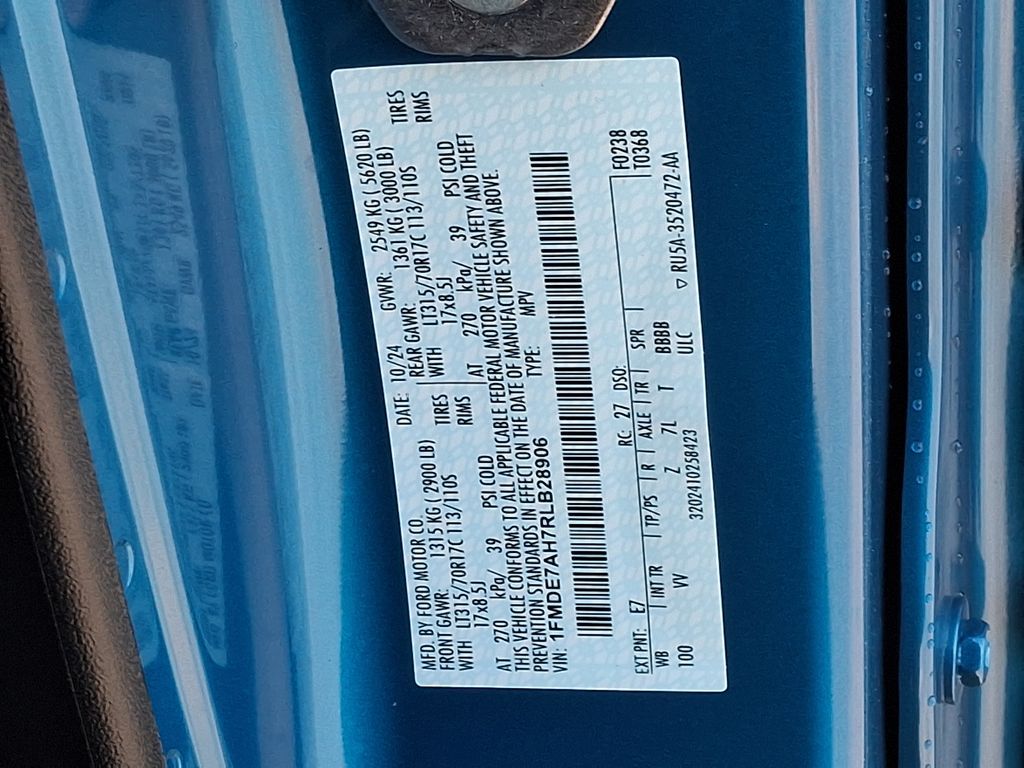 MFD. BY FORD MOTOR CO. DATE: 10/24 GVWR: 2549 KG ( 5620 LB)
FRONT GAWR: 1315 KG ( 2900 LB) REAR GAWR: 1361 KG ( 3000 LB)
WITH LT315/70R17C 113/110S TIRES WITH LT315/70R17C 113/110S TIRES
17x8.5J RIMS 17x8.5J RIMS
AT 270 kPa/ 39 PSI COLD AT 270 kPa/ 39 PSI COLD
THIS VEHICLE CONFORMS TO ALL APPLICABLE FEDERAL MOTOR VEHICLE SAFETY AND THEFT
PREVENTION STANDARDS IN EFFECT ON THE DATE OF MANUFACTURE SHOWN ABOVE.
VIN: 1FMDE7AH7RLB28906 TYPE: MPV
EXT PNT: E7 RC: 27 DSO: F0238
WB INT TR TP/PS R AXLE TR SPR T0368
100 VV Z 7L T BBBB
ULC
3202410258423 ▽ RU5A-3520472-AA